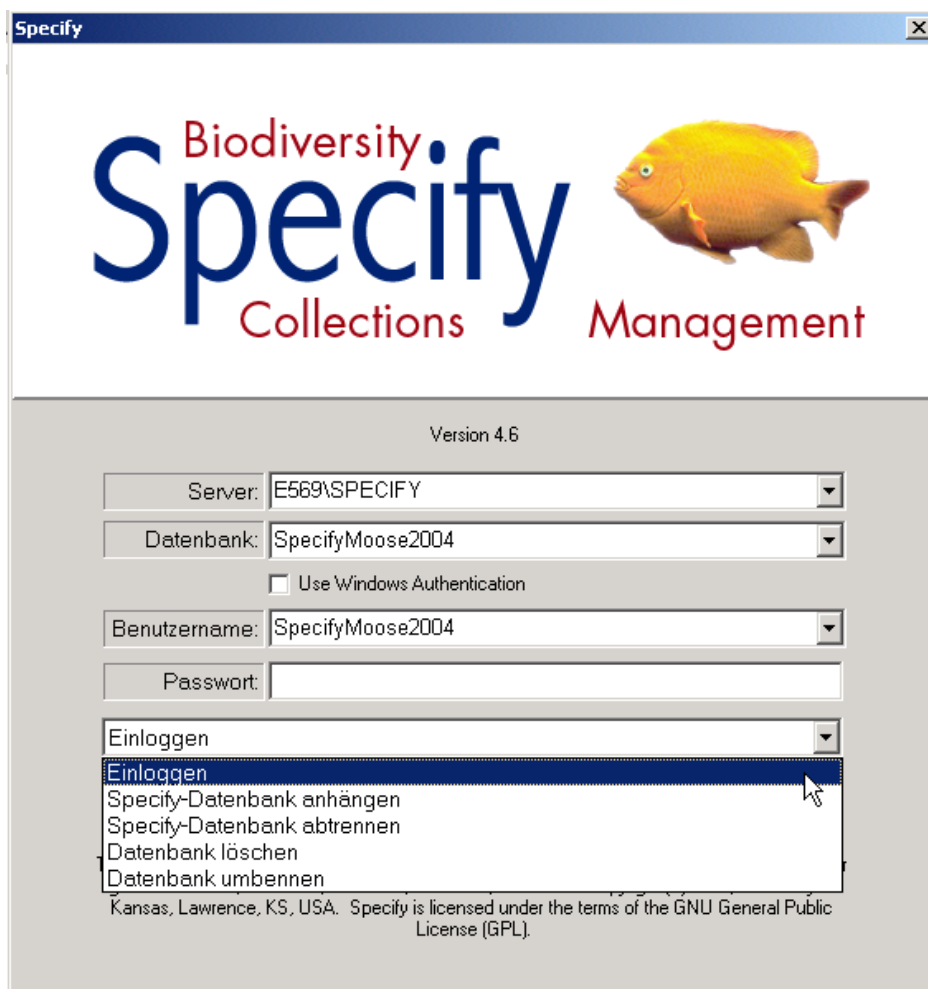 Specify
Biodiversity
Specify
Collections Management
Version 4.6
Server: E569\SPECIFY
Datenbank: SpecifyMoose2004
Use Windows Authentication
Benutzername: SpecifyMoose2004
Passwort:
Einloggen
Einloggen
Specify-Datenbank anhängen
Specify-Datenbank abtrennen
Datenbank löschen
Datenbank umbennen
Kansas, Lawrence, KS, USA. Specify is licensed under the terms of the GNU General Public
License (GPL).